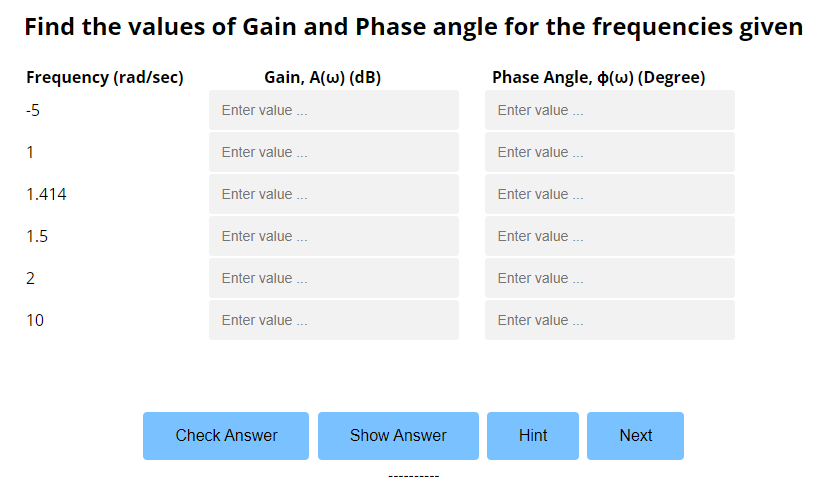 Find the values of Gain and Phase angle for the frequencies given
Frequency (rad/sec) Gain, A(ω) (dB) Phase Angle, ϕ(ω) (Degree)
-5 Enter value ... Enter value ...
1 Enter value ... Enter value ...
1.414 Enter value ... Enter value ...
1.5 Enter value ... Enter value ...
2 Enter value ... Enter value ...
10 Enter value ... Enter value ...
Check Answer Show Answer Hint Next
----------